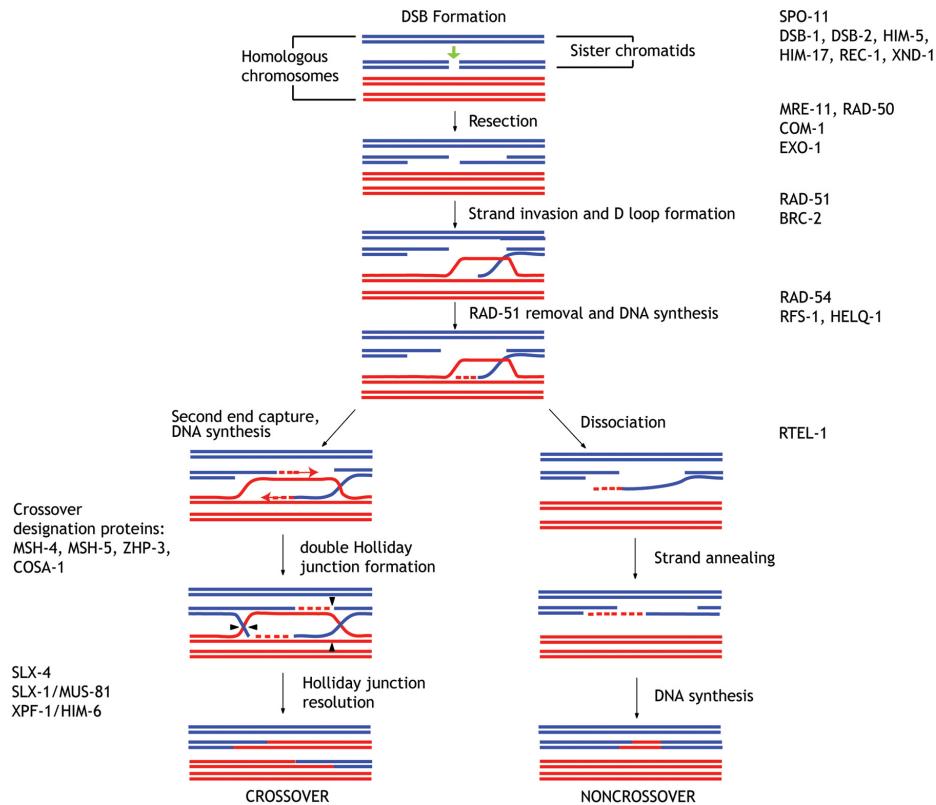 DSB Formation
SPO-11
DSB-1, DSB-2, HIM-5,
HIM-17, REC-1, XND-1
Homologous
chromosomes
Sister chromatids
Resection
MRE-11, RAD-50
COM-1
EXO-1
Strand invasion and D loop formation
RAD-51
BRC-2
RAD-51 removal and DNA synthesis
RAD-54
RFS-1, HELQ-1
Second end capture,
DNA synthesis
Dissociation
RTEL-1
Crossover
designation proteins:
MSH-4, MSH-5, ZHP-3,
COSA-1
double Holliday
junction formation
Strand annealing
SLX-4
SLX-1/MUS-81
XPF-1/HIM-6
Holliday junction
resolution
DNA synthesis
CROSSOVER
NONCROSSOVER